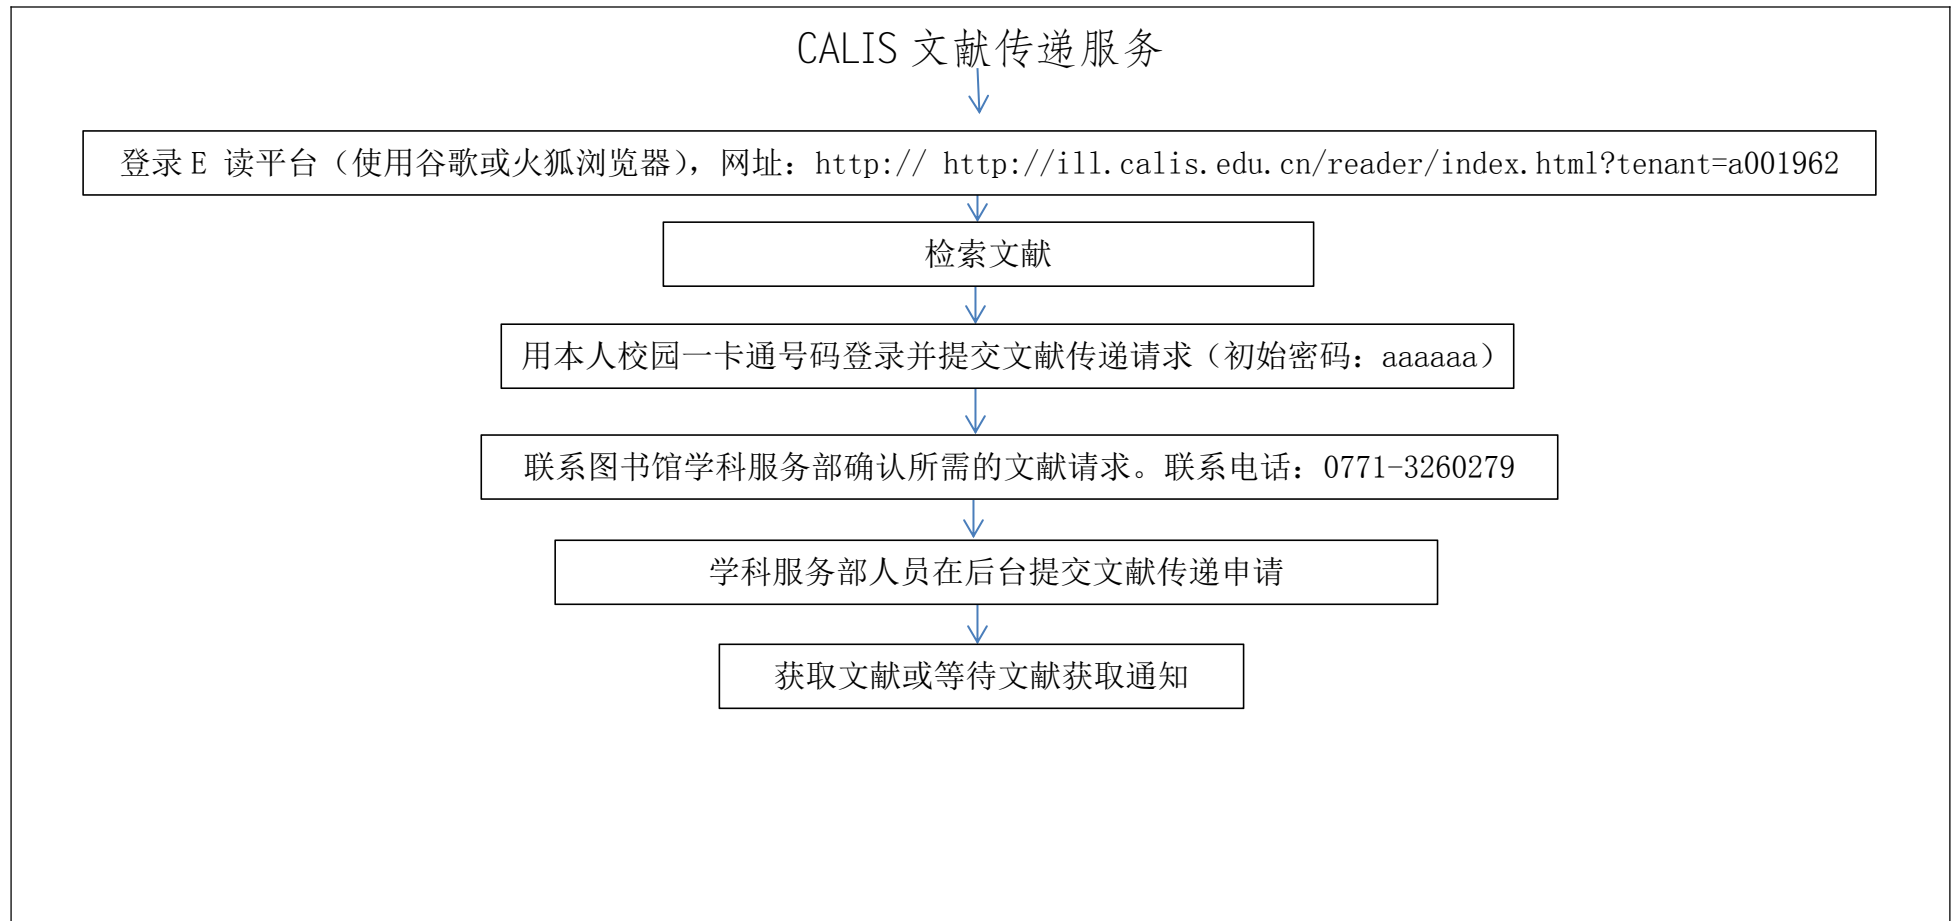 CALIS 文献传递服务
登录 E 读平台（使用谷歌或火狐浏览器），网址：http:// http://ill.calis.edu.cn/reader/index.html?tenant=a001962
检索文献
用本人校园一卡通号码登录并提交文献传递请求（初始密码：aaaaaa）
联系图书馆学科服务部确认所需的文献请求。联系电话：0771-3260279
学科服务部人员在后台提交文献传递申请
获取文献或等待文献获取通知